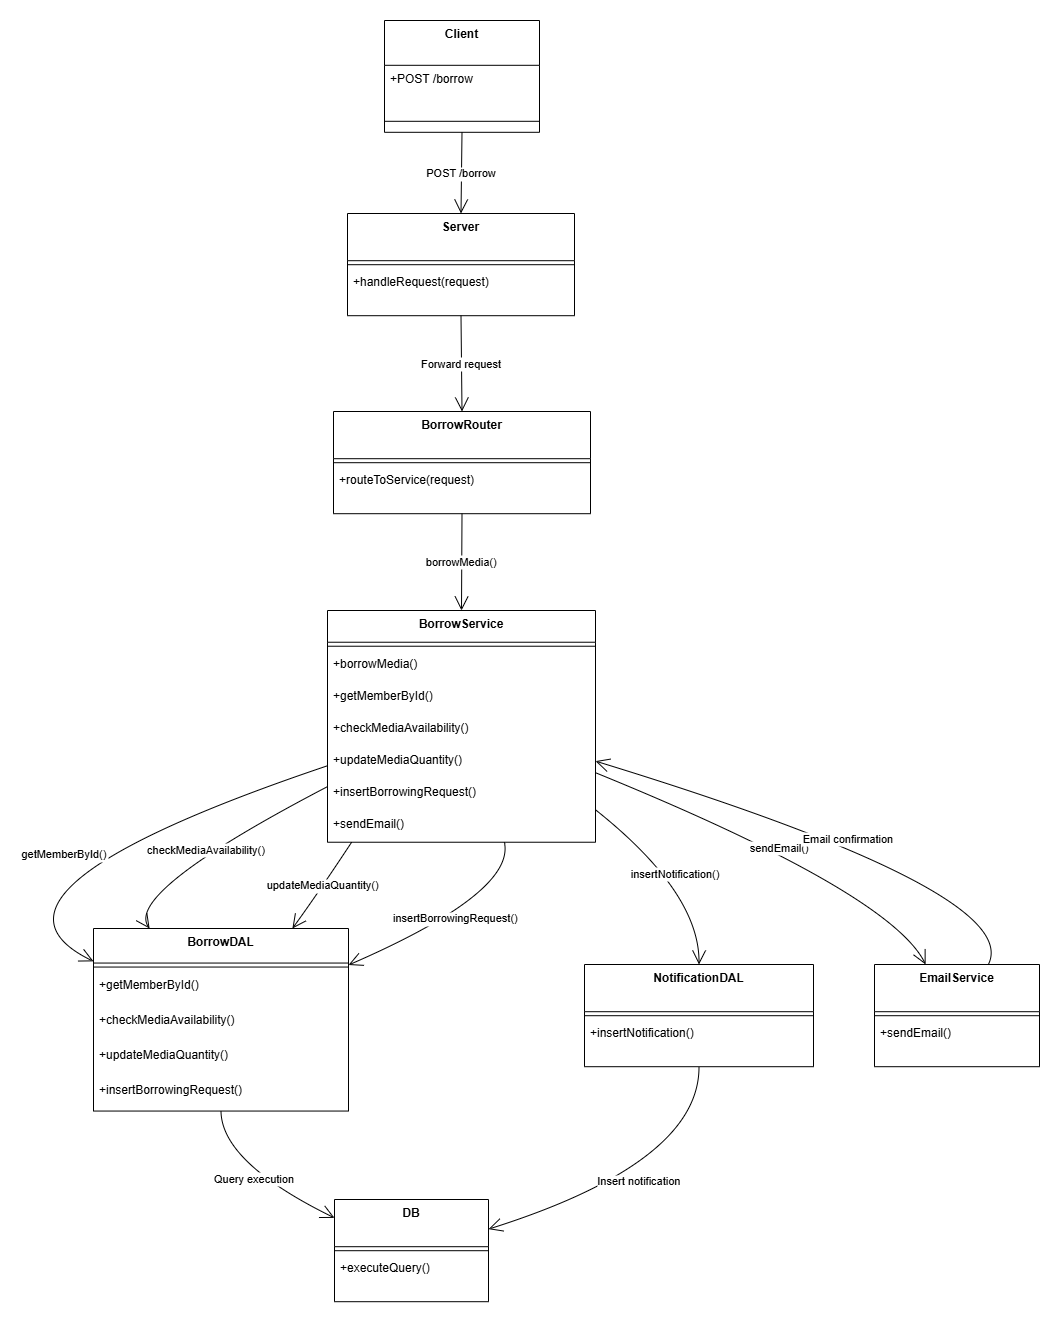 Client
+POST /borrow
POST /borrow
Server
+handleRequest(request)
Forward request
BorrowRouter
+routeToService(request)
borrowMedia()
BorrowService
+borrowMedia()
+getMemberById()
+checkMediaAvailability()
+updateMediaQuantity()
+insertBorrowingRequest()
+sendEmail()
getMemberById()
checkMediaAvailability()
updateMediaQuantity()
insertBorrowingRequest()
insertNotification()
sendEmail()
Email confirmation
BorrowDAL
+getMemberById()
+checkMediaAvailability()
+updateMediaQuantity()
+insertBorrowingRequest()
NotificationDAL
+insertNotification()
EmailService
+sendEmail()
Query execution
Insert notification
DB
+executeQuery()